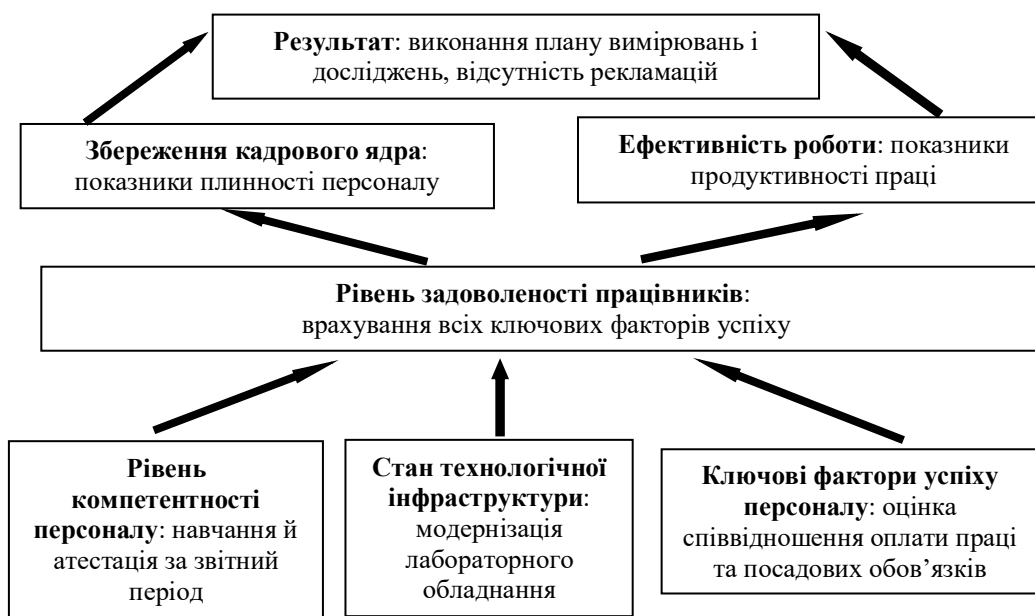 Результат: виконання плану вимірювань і
досліджень, відсутність рекламацій
Збереження кадрового ядра:
показники плинності персоналу
Ефективність роботи: показники
продуктивності праці
Рівень задоволеності працівників:
врахування всіх ключових факторів успіху
Рівень
компетентності
персоналу: навчання й
атестація за звітний
період
Стан технологічної
інфраструктури:
модернізація
лабораторного
обладнання
Ключові фактори успіху
персоналу: оцінка
співвідношення оплати праці
та посадових обов’язків